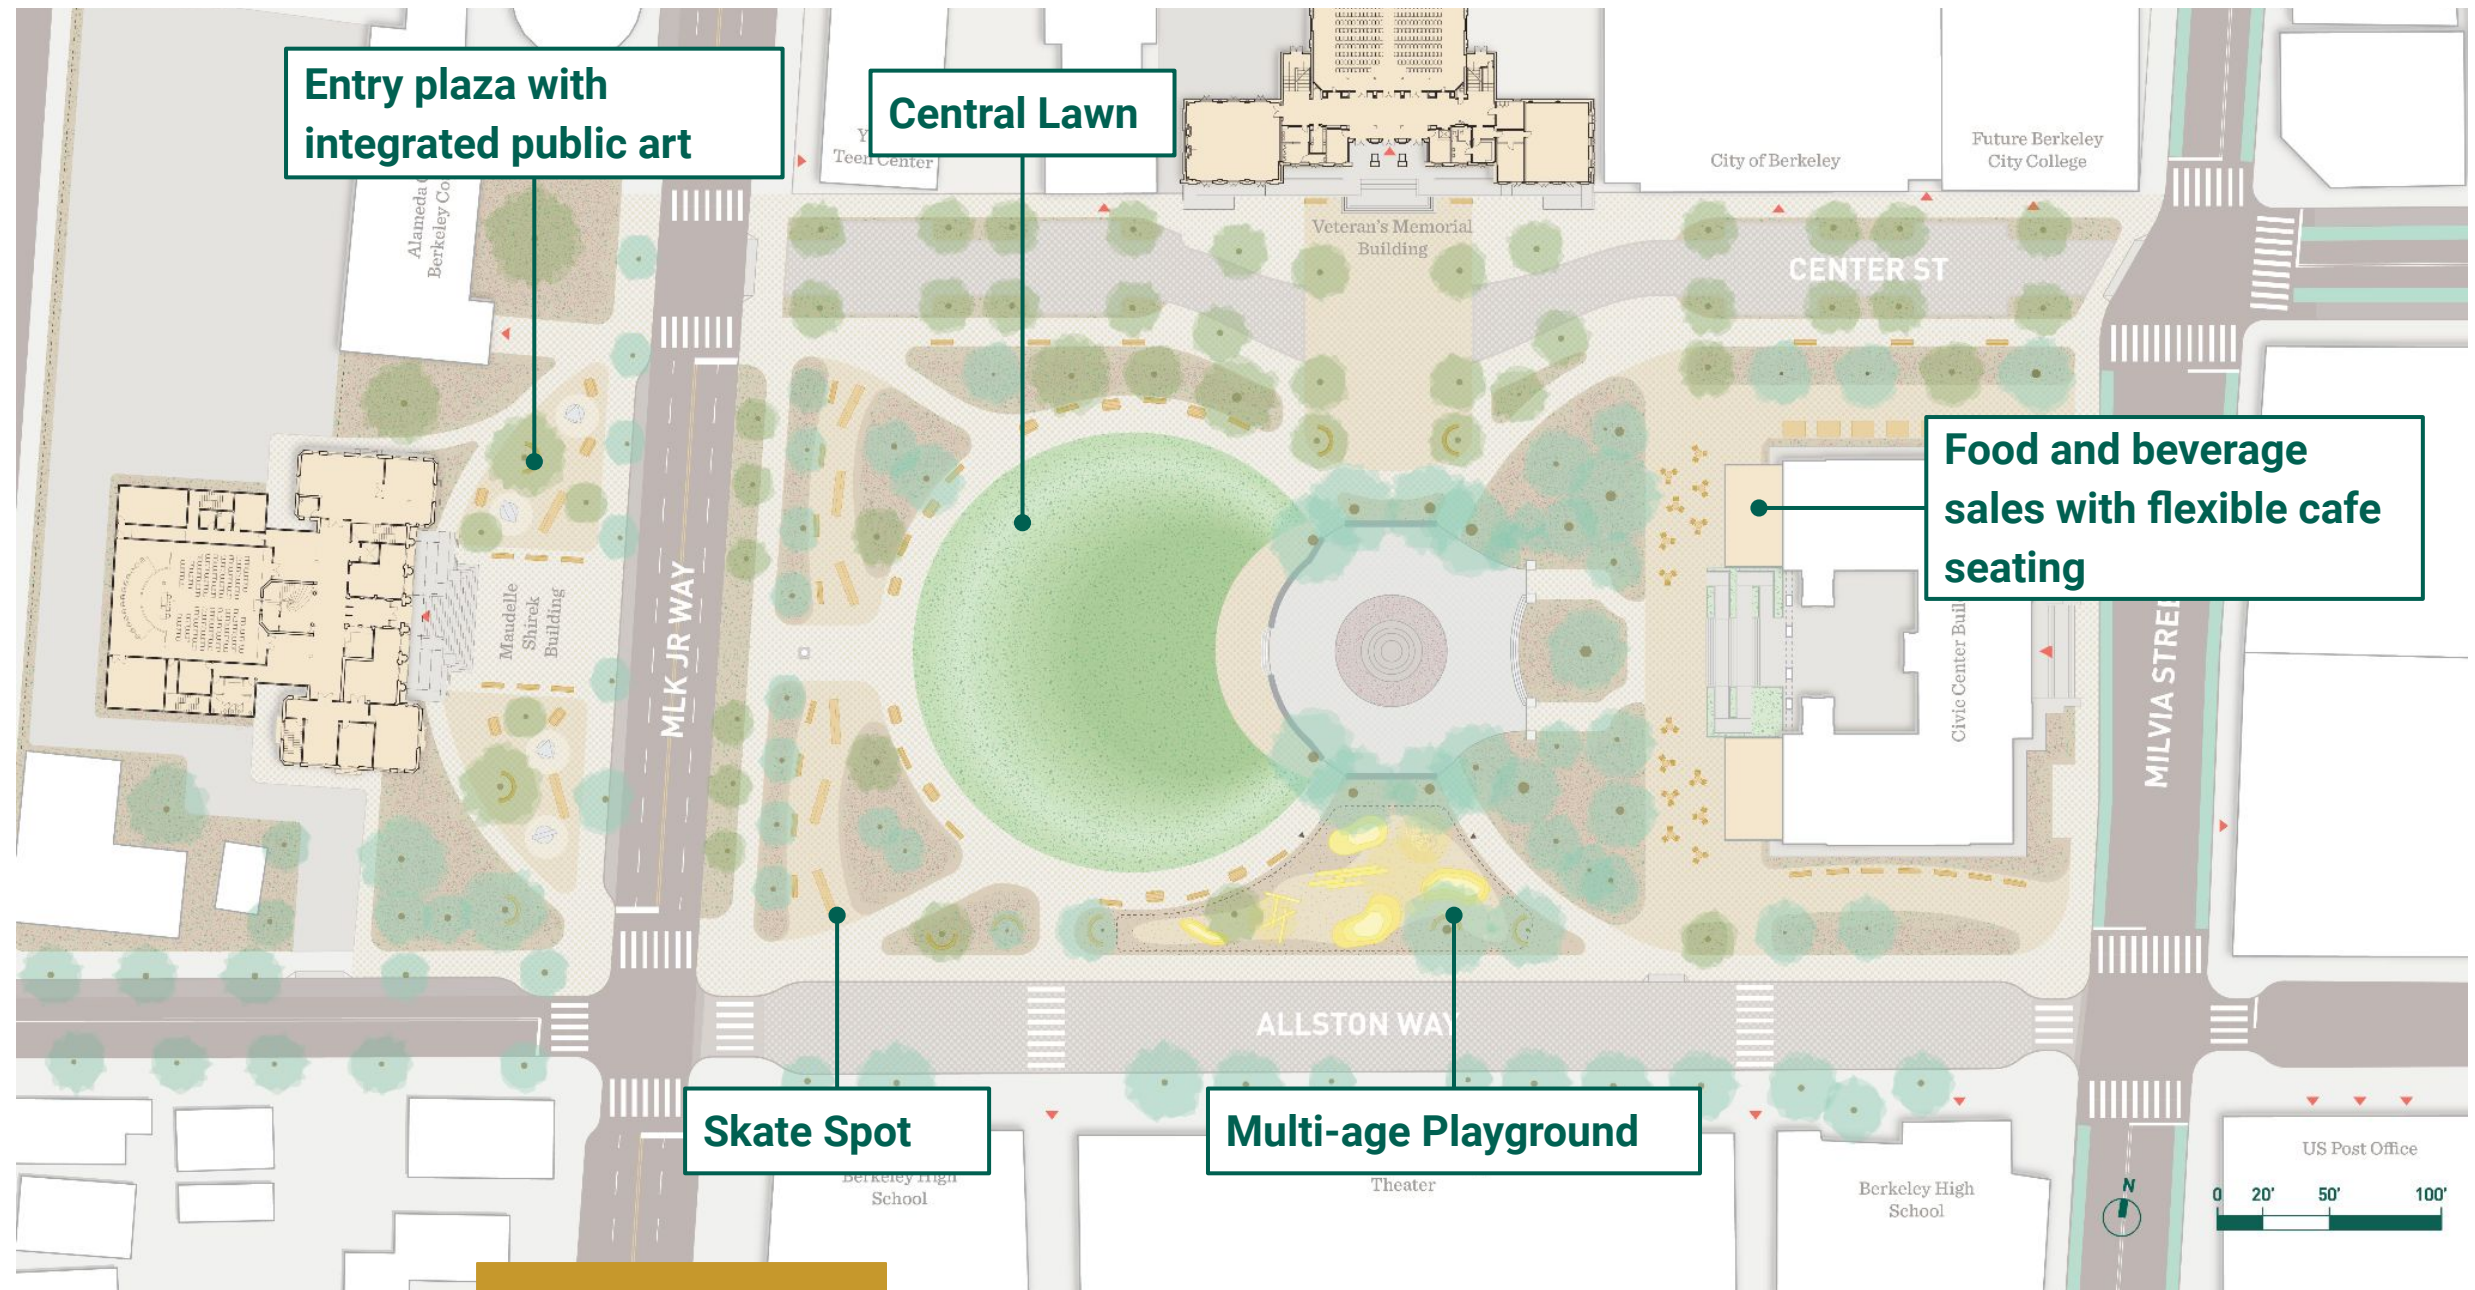 Entry plaza with
integrated public art
Central Lawn
Teen Center
Alameda
Berkeley
Veteran's Memorial
Building
City of Berkeley
Future Berkeley
City College
CENTER ST
Food and beverage
sales with flexible cafe
seating
Maudelle
Shirek
Building
MLK JR WAY
Civic Center
MILVIA
ALLSTON WAY
Skate Spot
Multi-age Playground
Berkeley High
School
Theater
Berkeley High
School
US Post Office
N
0 20' 50' 100'